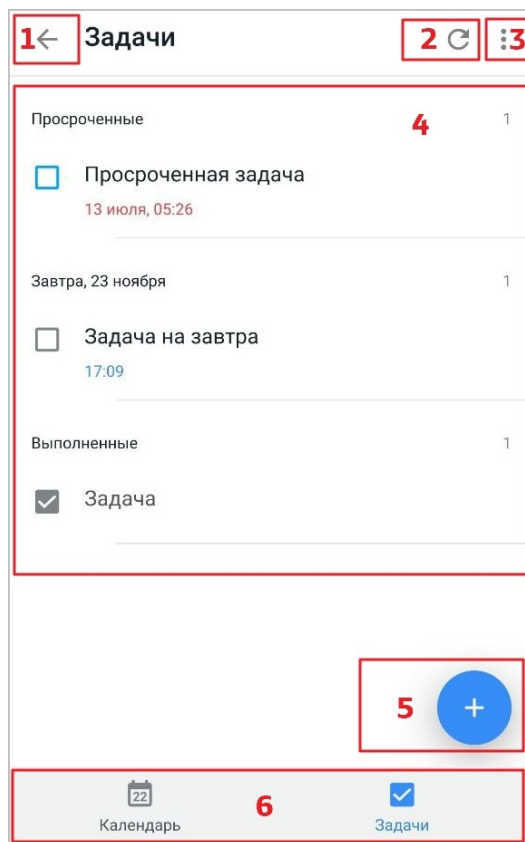 1 Задачи 2 3
Просроченные 4 1
Просроченная задача
13 июля, 05:26
Завтра, 23 ноября 1
Задача на завтра
17:09
Выполненные 1
Задача
5
22
Календарь 6 Задачи